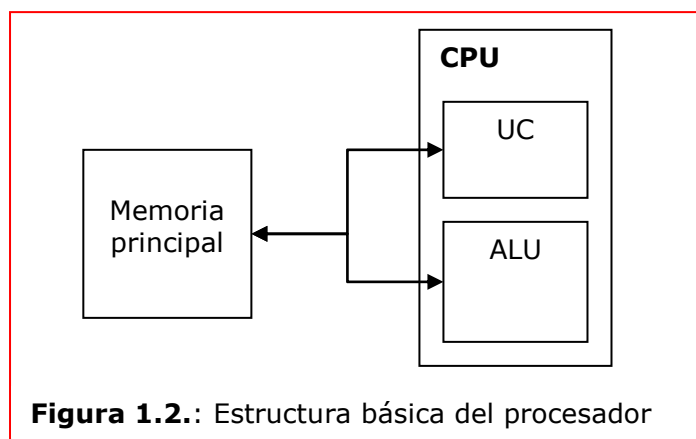 CPU
UC
Memoria
principal
ALU
Figura 1.2.: Estructura básica del procesador